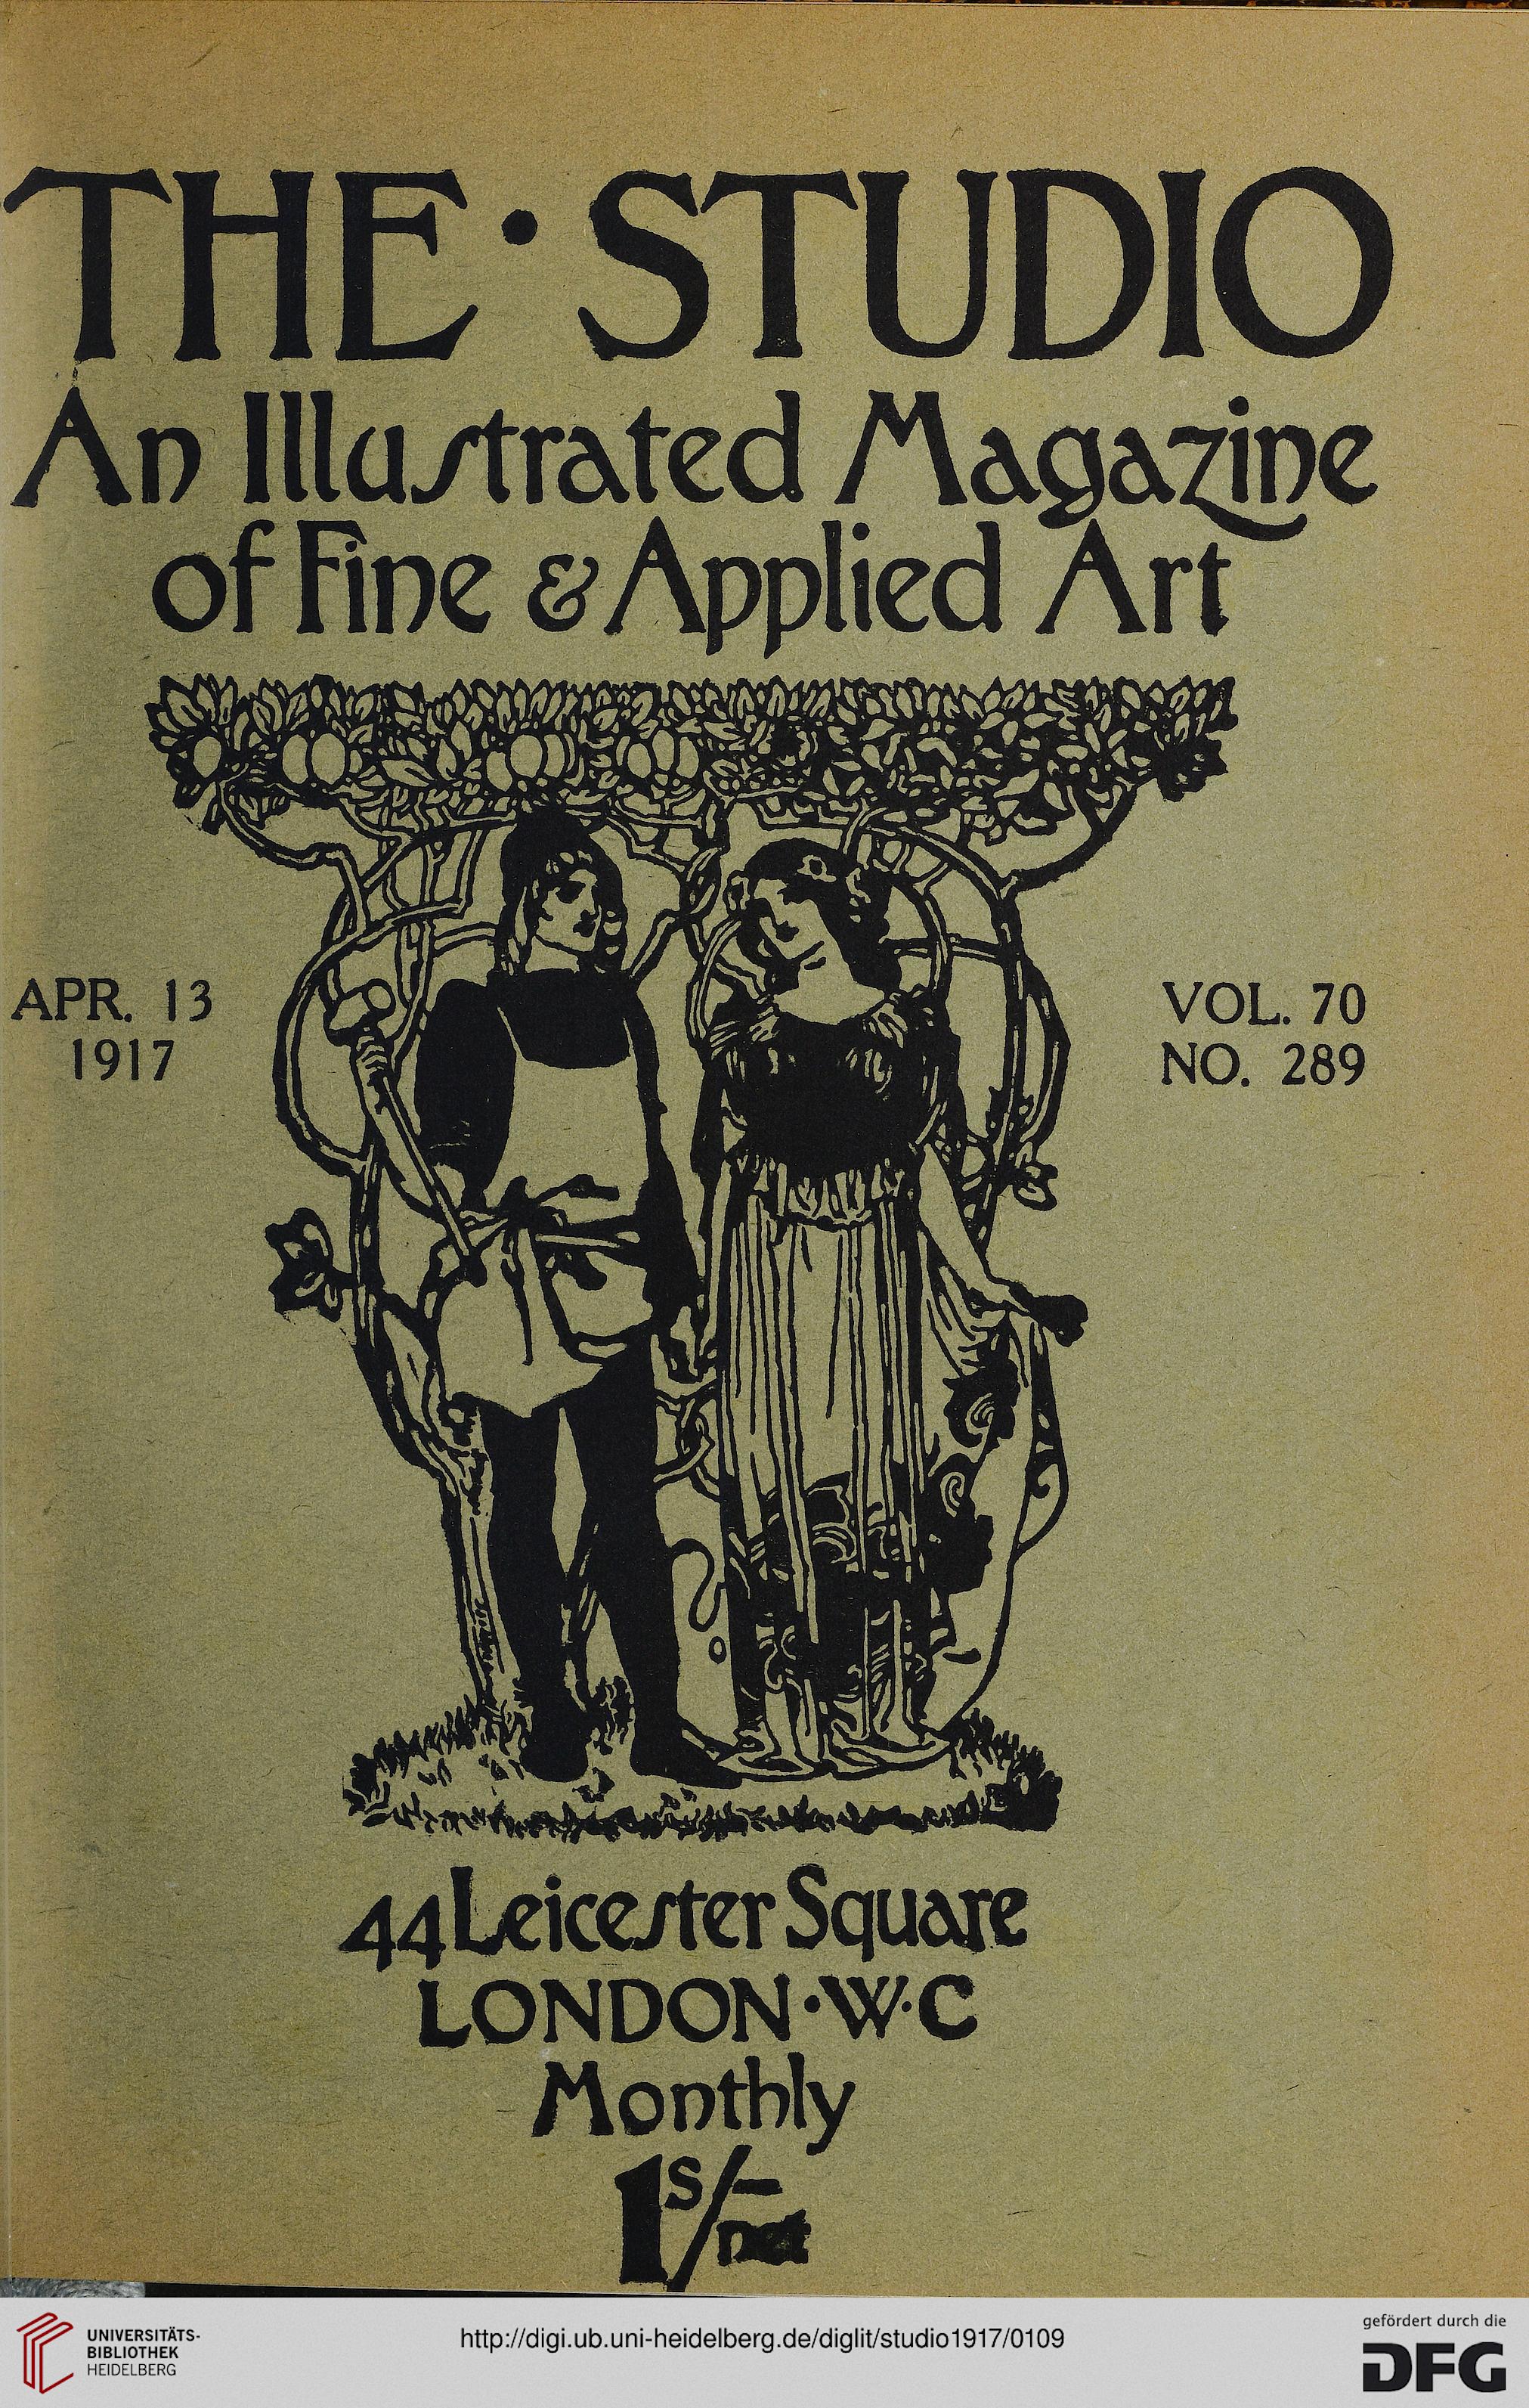 THE · STUDIO
An Illustrated Magazine
of Fine & Applied Art
APR. 13
1917
VOL. 70
NO. 289
44 Leicester Square
LONDON·W·C
Monthly
1s/-
net
UNIVERSITÄTS-
BIBLIOTHEK
HEIDELBERG
http://digi.ub.uni-heidelberg.de/diglit/studio1917/0109
gefördert durch die
DFG